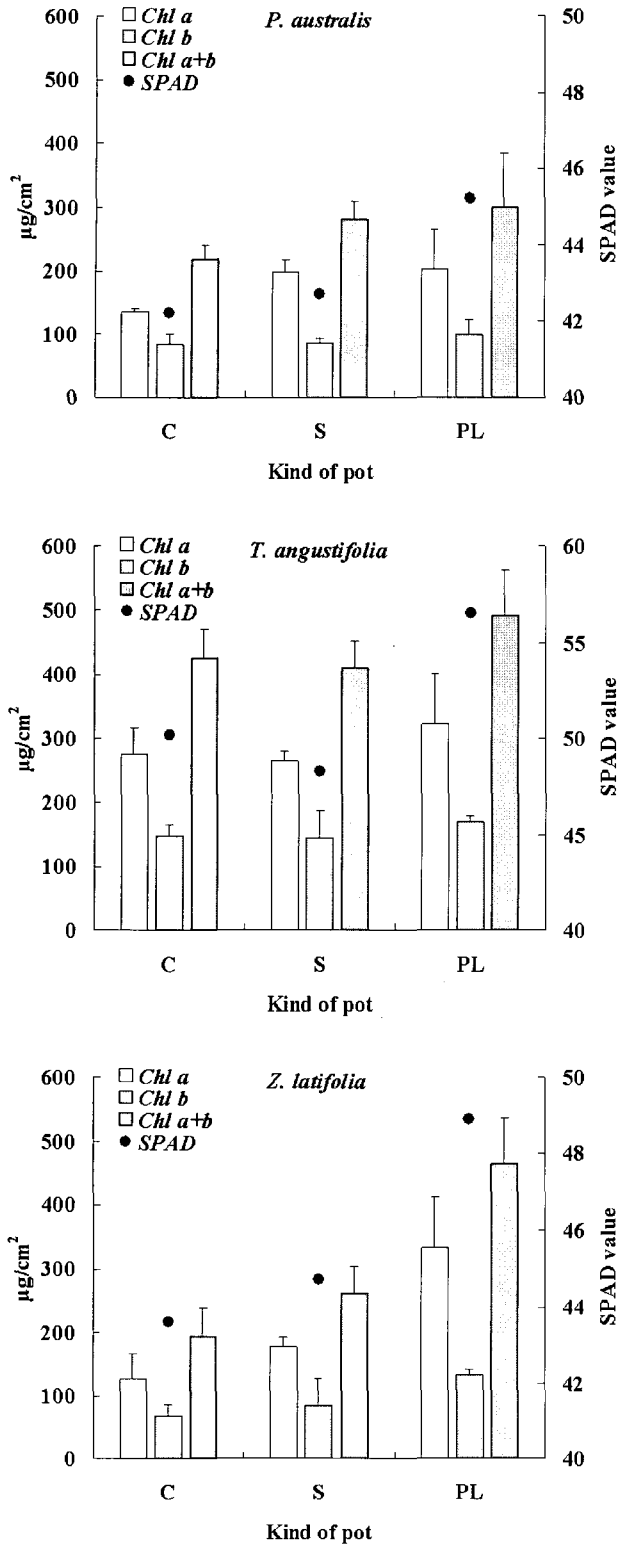 P. australis
Chl a
Chl b
Chl a+b
SPAD
600
500
400
300
200
100
0
µg/cm²
50
48
46
44
42
40
SPAD value
C S PL
Kind of pot
T. angustifolia
Chl a
Chl b
Chl a+b
SPAD
600
500
400
300
200
100
0
µg/cm²
60
55
50
45
40
SPAD value
C S PL
Kind of pot
Z. latifolia
Chl a
Chl b
Chl a+b
SPAD
600
500
400
300
200
100
0
µg/cm²
50
48
46
44
42
40
SPAD value
C S PL
Kind of pot